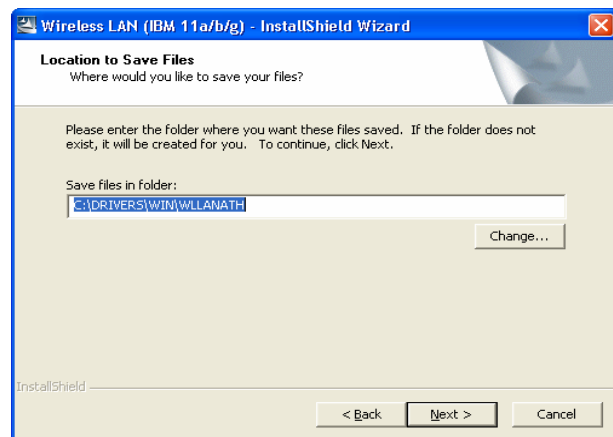 Wireless LAN (IBM 11a/b/g) - InstallShield Wizard
Location to Save Files
Where would you like to save your files?
Please enter the folder where you want these files saved. If the folder does not
exist, it will be created for you. To continue, click Next.
Save files in folder:
C:\DRIVERS\WIN\WLLANATH
Change...
InstallShield
< Back
Next >
Cancel